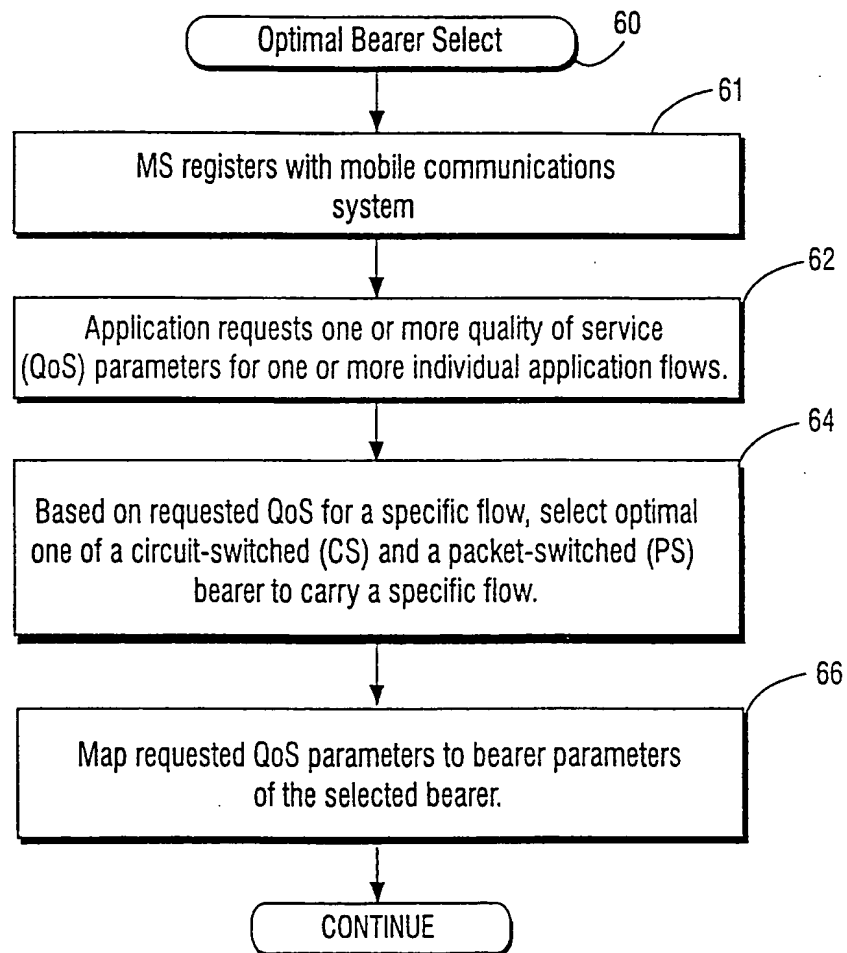 Optimal Bearer Select
60
61
MS registers with mobile communications
system
62
Application requests one or more quality of service
(QoS) parameters for one or more individual application flows.
64
Based on requested QoS for a specific flow, select optimal
one of a circuit-switched (CS) and a packet-switched (PS)
bearer to carry a specific flow.
66
Map requested QoS parameters to bearer parameters
of the selected bearer.
CONTINUE